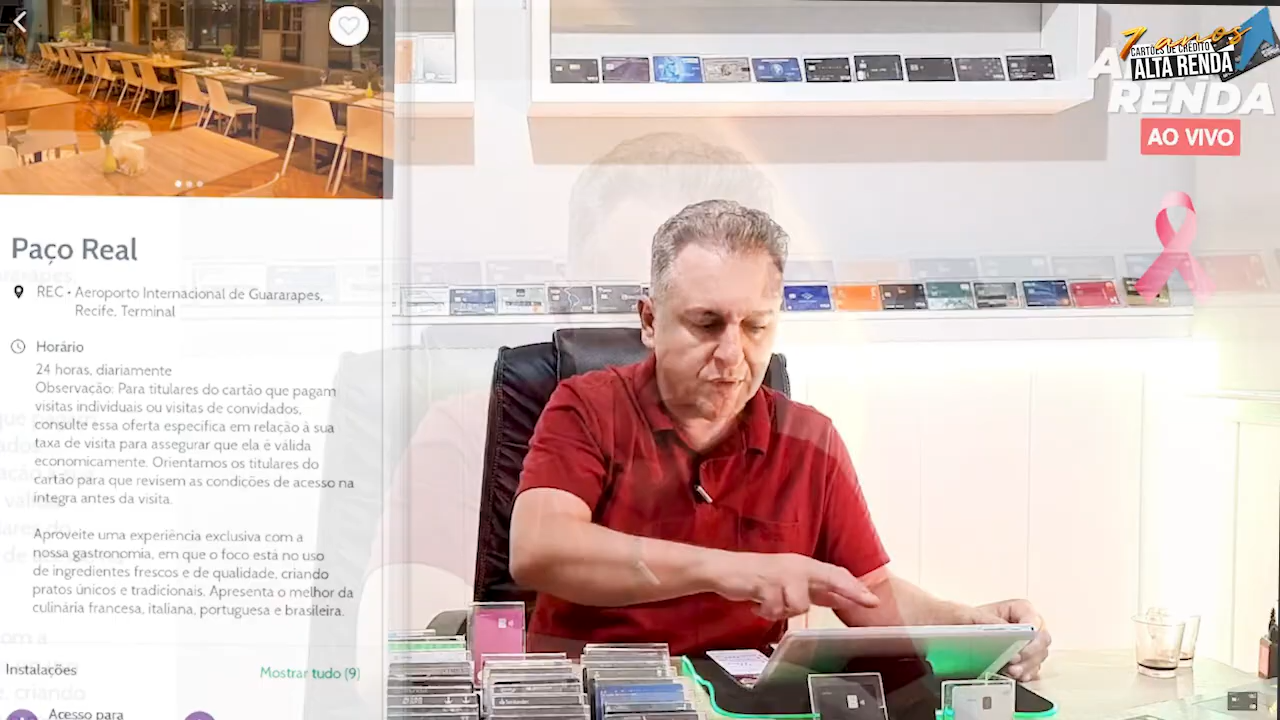 Paço Real
REC • Aeroporto Internacional de Guararapes,
Recife, Terminal
Horário
24 horas, diariamente
Observação: Para titulares do cartão que pagam
visitas individuais ou visitas de convidados,
consulte essa oferta específica em relação à sua
taxa de visita para assegurar que ela é válida
economicamente. Orientamos os titulares do
cartão para que revisem as condições de acesso na
íntegra antes da visita.
Aproveite uma experiência exclusiva com a
nossa gastronomia, em que o foco está no uso
de ingredientes frescos e de qualidade, criando
pratos únicos e tradicionais. Apresenta o melhor da
culinária francesa, italiana, portuguesa e brasileira.
Instalações
Mostrar tudo (9)
Acesso para
7 anos
CARTÕES DE CRÉDITO
ALTA RENDA
RENDA
AO VIVO